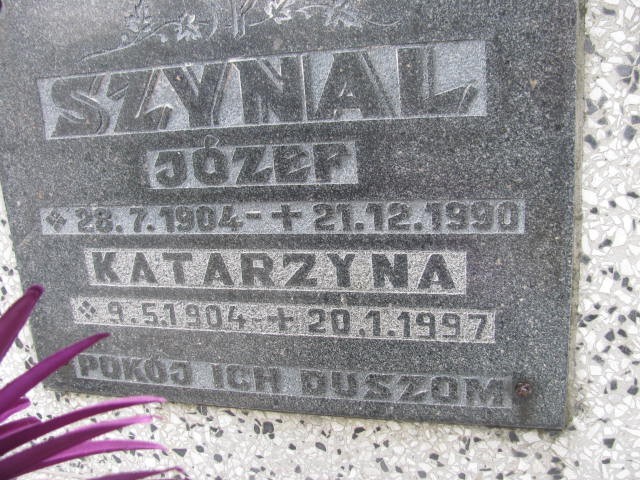 SZYNAL
JÓZEF
28.7.1904 - + 21.12.1990
KATARZYNA
9.5.1904 - + 20.1.1997
POKÓJ ICH DUSZOM